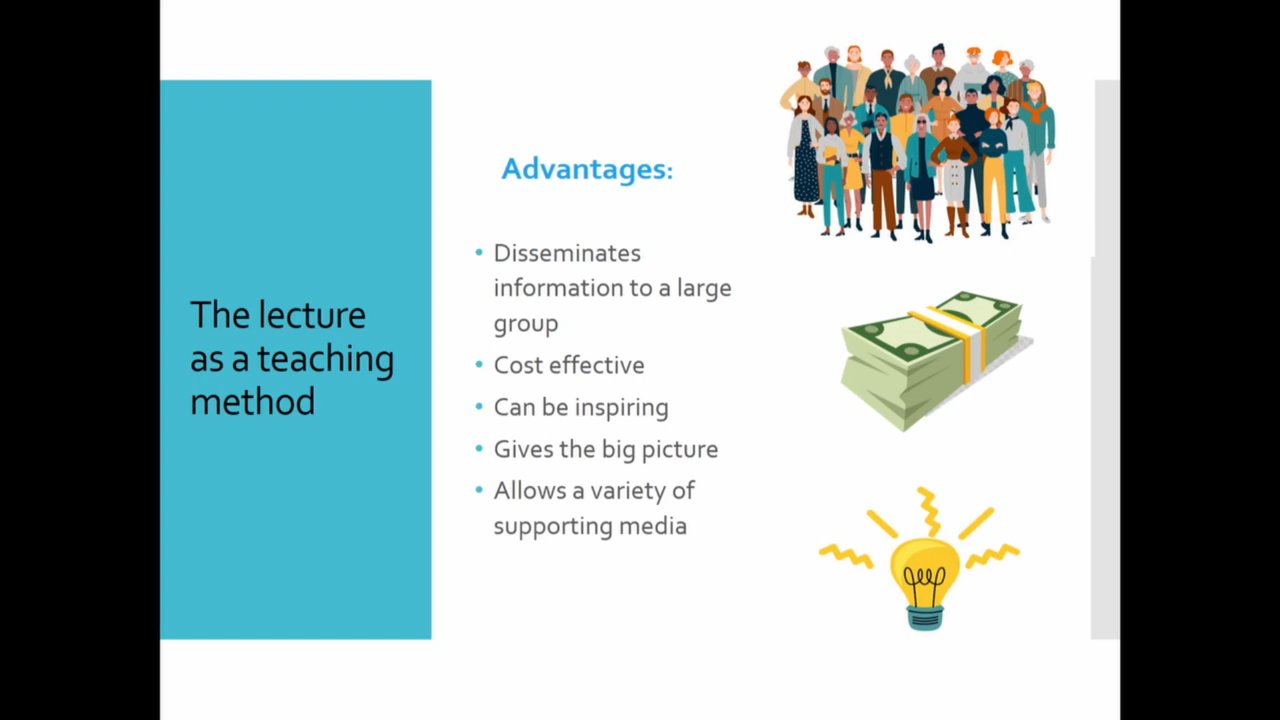 The lecture
as a teaching
method
Advantages:
• Disseminates
information to a large
group
• Cost effective
• Can be inspiring
• Gives the big picture
• Allows a variety of
supporting media